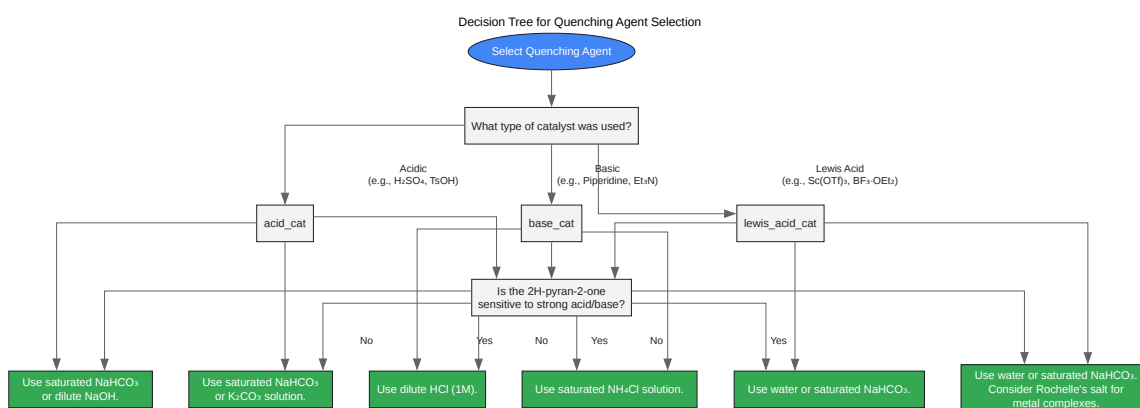 Decision Tree for Quenching Agent Selection
Select Quenching Agent
What type of catalyst was used?
Acidic
(e.g., H₂SO₄, TsOH)
Basic
(e.g., Piperidine, Et₃N)
Lewis Acid
(e.g., Sc(OTf)₃, BF₃·OEt₂)
acid_cat
base_cat
lewis_acid_cat
Is the 2H-pyran-2-one
sensitive to strong acid/base?
No
Yes
No
Yes
No
Yes
Use saturated NaHCO₃
or dilute NaOH.
Use saturated NaHCO₃
or K₂CO₃ solution.
Use dilute HCl (1M).
Use saturated NH₄Cl solution.
Use water or saturated NaHCO₃.
Use water or saturated NaHCO₃.
Consider Rochelle's salt for
metal complexes.